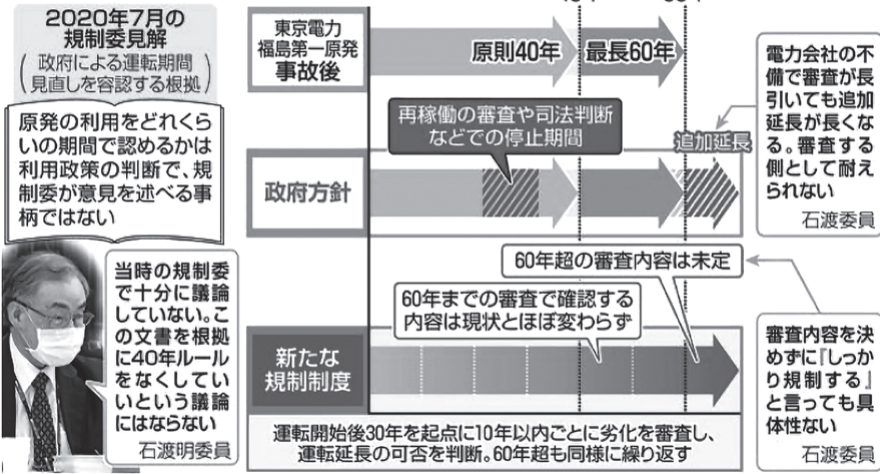 2020年7月の
規制委見解
(政府による運転期間
見直しを容認する根拠)
原発の利用をどれくら
いの期間で認めるかは
利用政策の判断で、規
制委が意見を述べる事
柄ではない
当時の規制委
で十分に議論
していない。こ
の文書を根拠
に40年ルール
をなくしてい
いという議論
にはならない
石渡明委員
東京電力
福島第一原発
事故後
原則40年
最長60年
再稼働の審査や司法判断
などでの停止期間
追加延長
政府方針
電力会社の不
備で審査が長
引いても追加
延長が長くな
る。審査する
側として耐え
られない
石渡委員
60年超の審査内容は未定
60年までの審査で確認する
内容は現状とほぼ変わらず
新たな
規制制度
審査内容を決
めずに『しっか
り規制する』
と言っても具
体性ない
石渡委員
運転開始後30年を起点に10年以内ごとに劣化を審査し、
運転延長の可否を判断。60年超も同様に繰り返す